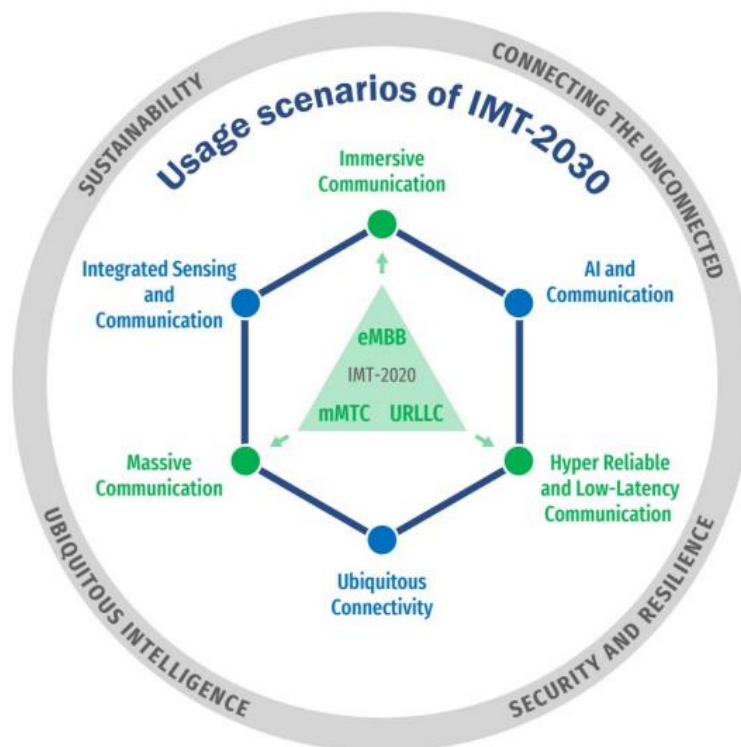 SUSTAINABILITY
CONNECTING THE UNCONNECTED
Usage scenarios of IMT-2030
Immersive
Communication
Integrated Sensing
and
Communication
AI and
Communication
eMBB
IMT-2020
mMTC URLLC
Massive
Communication
Hyper Reliable
and Low-Latency
Communication
Ubiquitous
Connectivity
UBIQUITOUS INTELLIGENCE
SECURITY AND RESILIENCE